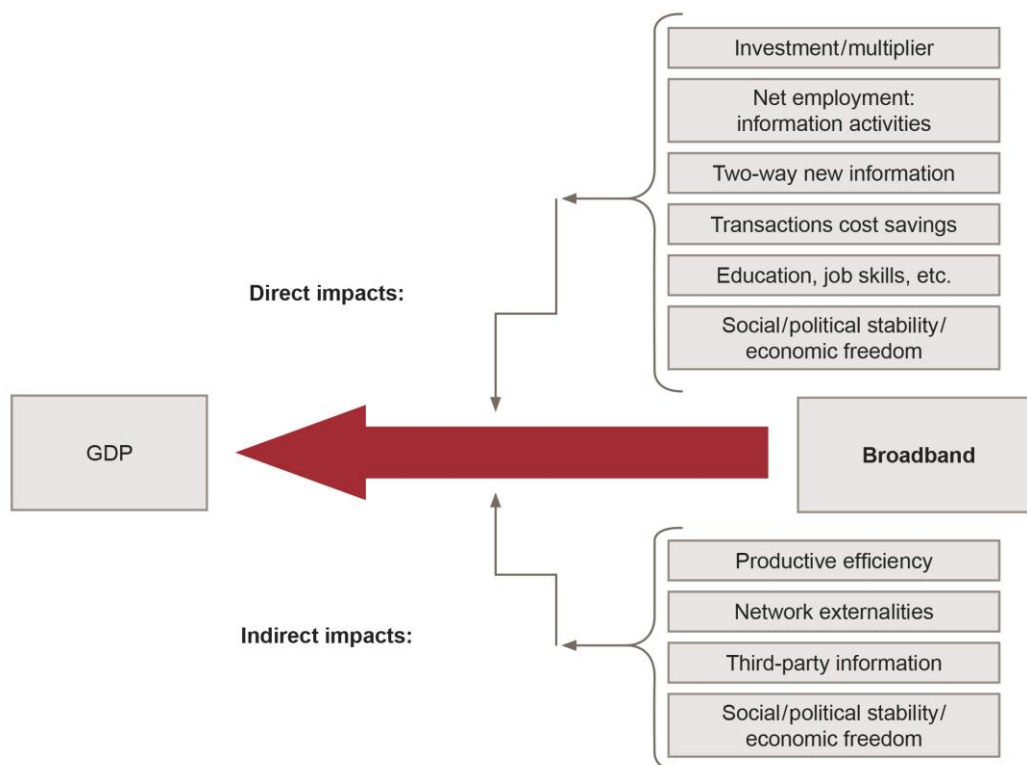 Investment/multiplier
Net employment:
information activities
Two-way new information
Transactions cost savings
Education, job skills, etc.
Social/political stability/
economic freedom
Direct impacts:
GDP
Broadband
Productive efficiency
Network externalities
Third-party information
Social/political stability/
economic freedom
Indirect impacts: